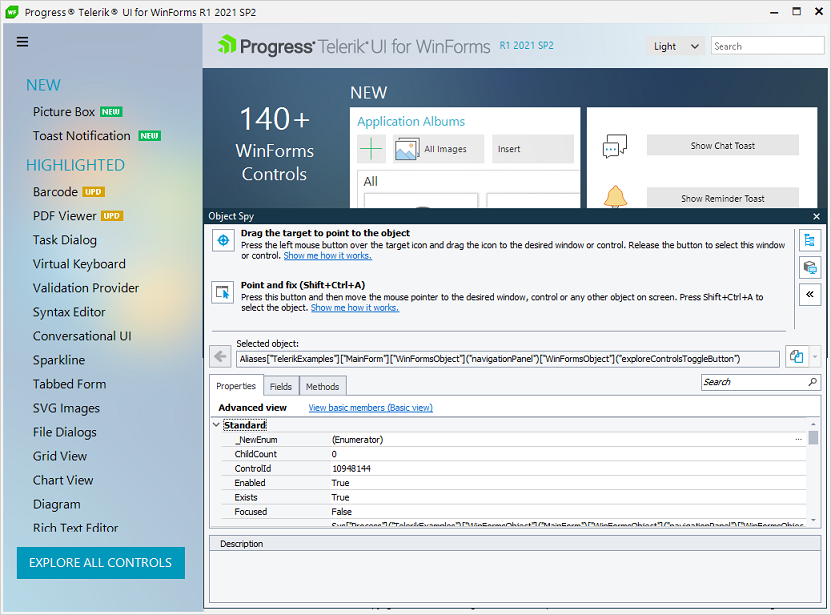 Progress® Telerik® UI for WinForms R1 2021 SP2
Progress® Telerik® UI for WinForms R1 2021 SP2
Light
Search
NEW
Picture Box NEW
Toast Notification NEW
HIGHLIGHTED
Barcode UPD
PDF Viewer UPD
Task Dialog
Virtual Keyboard
Validation Provider
Syntax Editor
Conversational UI
Sparkline
Tabbed Form
SVG Images
File Dialogs
Grid View
Chart View
Diagram
Rich Text Editor
EXPLORE ALL CONTROLS
140+
WinForms
Controls
NEW
Application Albums
All Images
Insert
All
Show Chat Toast
Show Reminder Toast
Object Spy
Drag the target to point to the object
Press the left mouse button over the target icon and drag the icon to the desired window or control. Release the button to select this window
or control. Show me how it works.
Point and fix (Shift+Ctrl+A)
Press this button and then move the mouse pointer to the desired window, control or any other object on screen. Press Shift+Ctrl+A to
select the object. Show me how it works.
Selected object:
Aliases["TelerikExamples"]["MainForm"]["WinFormsObject"]("navigationPanel")["WinFormsObject"]("exploreControlsToggleButton")
Properties
Fields
Methods
Search
Advanced view
View basic members (Basic view)
Standard
_NewEnum (Enumerator) ...
ChildCount 0
ControlId 10948144
Enabled True
Exists True
Focused False
Sys["Process"]("TelerikExamples")["WinFormsObject"]("MainForm")["WinFormsObject"]("navigationPanel")["WinFormsObjec
Description